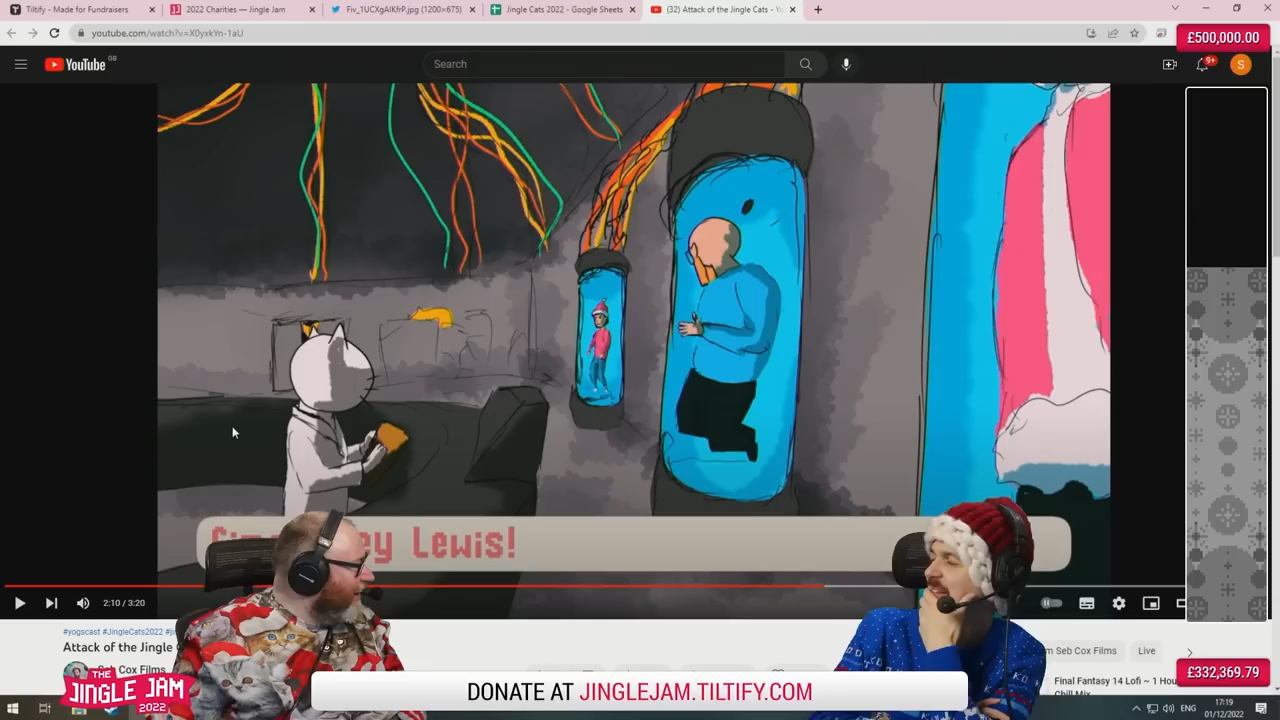 Tiltify - Made for Fundraisers
2022 Charities — Jingle Jam
Fiv_1UCXgAIKfrP.jpg (1200×675)
Jingle Cats 2022 - Google Sheets
(32) Attack of the Jingle Cats - Yo
youtube.com/watch?v=X0yxkYn-1aU
£500,000.00
YouTube GB
Search
9+
S
Lewis!
2:10 / 3:20
#yogscast #JingleCats2022
Attack of the Jingle
Seb Cox Films
m Seb Cox Films
Live
Final Fantasy 14 Lofi ~ 1 Hou
Chill Mix
THE
JINGLE JAM
2022
DONATE AT JINGLEJAM.TILTIFY.COM
£332,369.79
ENG
17:19
01/12/2022